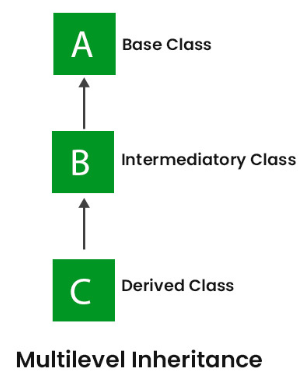 A Base Class
B Intermediatory Class
C Derived Class
Multilevel Inheritance